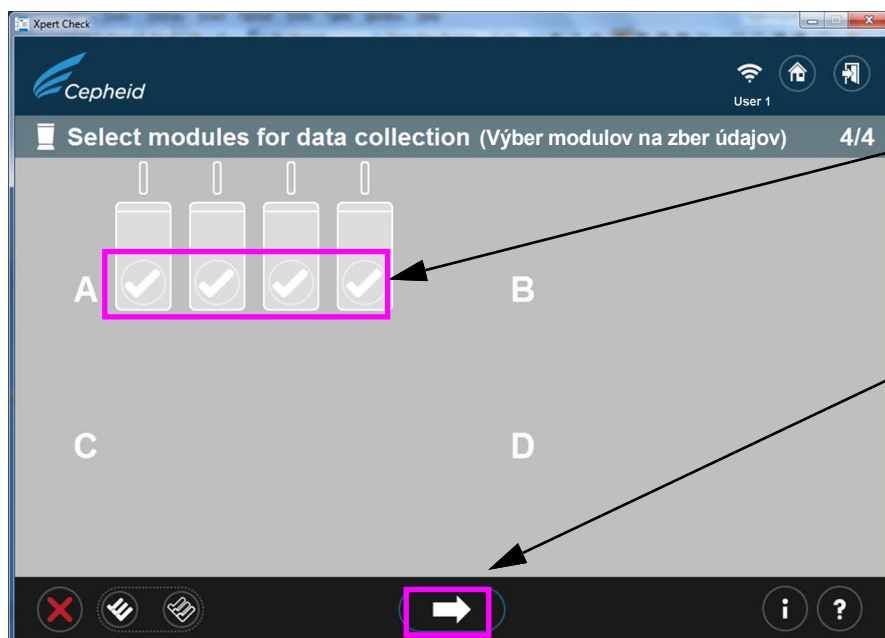 Xpert Check
Cepheid
User 1
Select modules for data collection (Výber modulov na zber údajov) 4/4
A
B
C
D
i ?